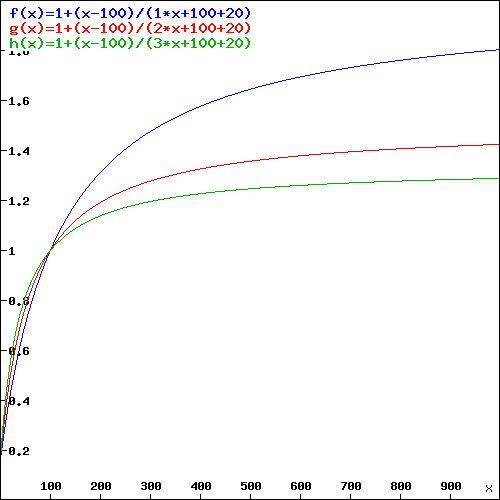 f(x)=1+(x-100)/(1*x+100+20)
g(x)=1+(x-100)/(2*x+100+20)
h(x)=1+(x-100)/(3*x+100+20)
1.8
1.6
1.4
1.2
1
0.8
0.6
0.4
0.2
100 200 300 400 500 600 700 800 900 x